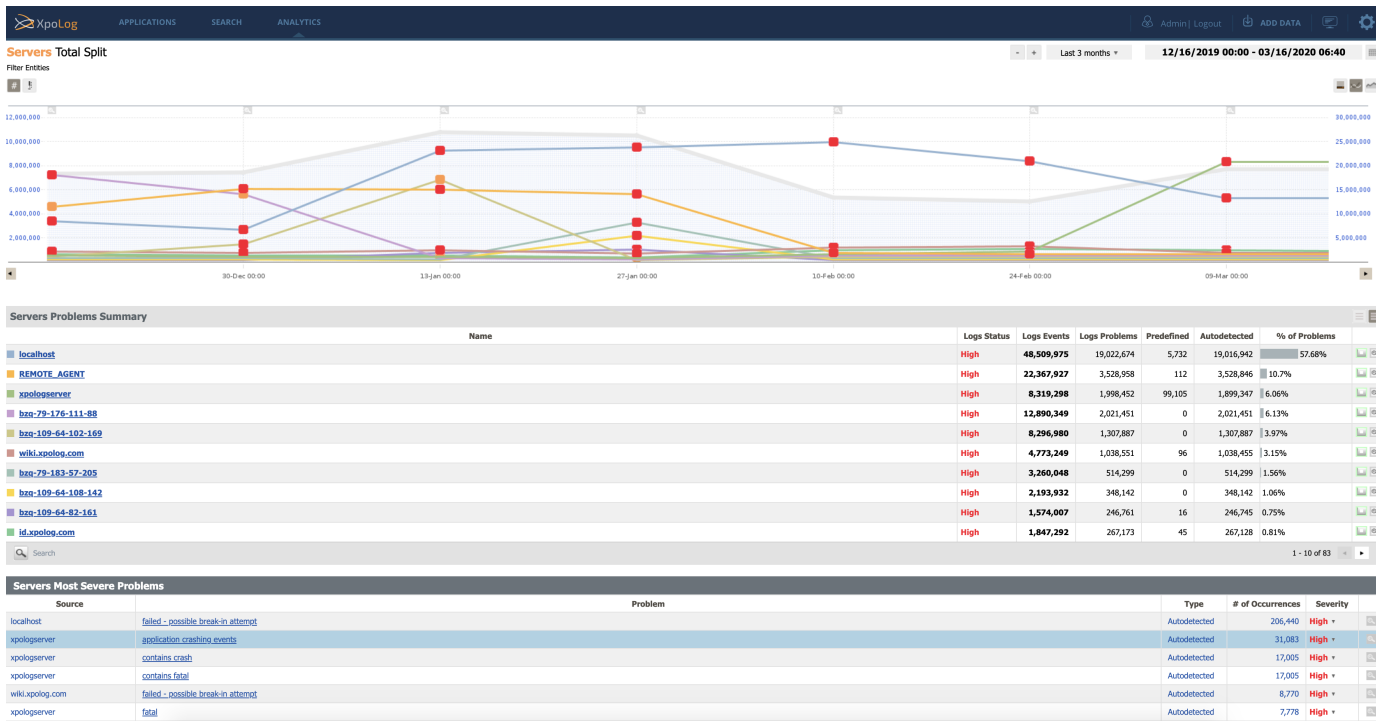 XpoLog APPLICATIONS SEARCH ANALYTICS Admin| Logout ADD DATA
Servers Total Split - + Last 3 months 12/16/2019 00:00 - 03/16/2020 06:40
Filter Entities
#
12,000,000 30,000,000
10,000,000 25,000,000
8,000,000 20,000,000
6,000,000 15,000,000
4,000,000 10,000,000
2,000,000 5,000,000
30-Dec 00:00 13-Jan 00:00 27-Jan 00:00 10-Feb 00:00 24-Feb 00:00 09-Mar 00:00
Servers Problems Summary
Name Logs Status Logs Events Logs Problems Predefined Autodetected % of Problems
localhost High 48,509,975 19,022,674 5,732 19,016,942 57.68%
REMOTE_AGENT High 22,367,927 3,528,958 112 3,528,846 10.7%
xpologserver High 8,319,298 1,998,452 99,105 1,899,347 6.06%
bzq-79-176-111-88 High 12,890,349 2,021,451 0 2,021,451 6.13%
bzq-109-64-102-169 High 8,296,980 1,307,887 0 1,307,887 3.97%
wiki.xpolog.com High 4,773,249 1,038,551 96 1,038,455 3.15%
bzq-79-183-57-205 High 3,260,048 514,299 0 514,299 1.56%
bzq-109-64-108-142 High 2,193,932 348,142 0 348,142 1.06%
bzq-109-64-82-161 High 1,574,007 246,761 16 246,745 0.75%
id.xpolog.com High 1,847,292 267,173 45 267,128 0.81%
Search 1 - 10 of 83
Servers Most Severe Problems
Source Problem Type # of Occurrences Severity
localhost failed - possible break-in attempt Autodetected 206,440 High
xpologserver application crashing events Autodetected 31,083 High
xpologserver contains crash Autodetected 17,005 High
xpologserver contains fatal Autodetected 17,005 High
wiki.xpolog.com failed - possible break-in attempt Autodetected 8,770 High
xpologserver fatal Autodetected 7,778 High